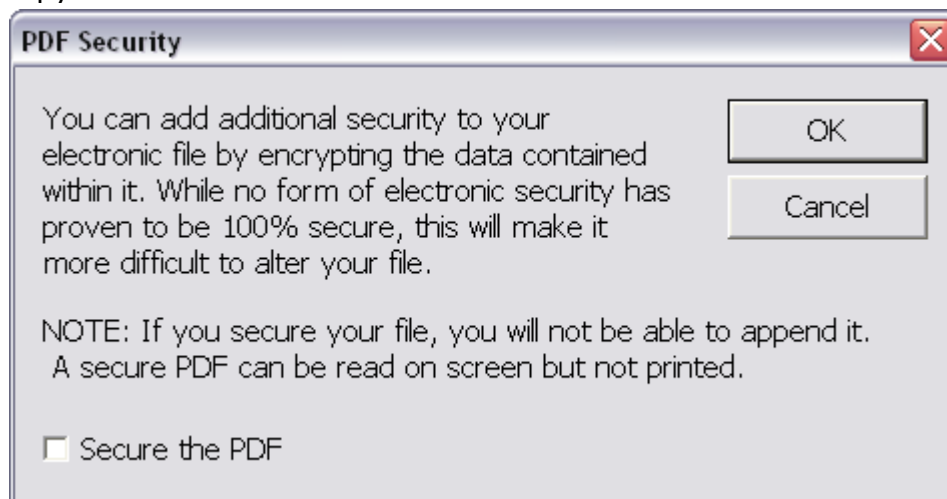 PDF Security
You can add additional security to your
electronic file by encrypting the data contained
within it. While no form of electronic security has
proven to be 100% secure, this will make it
more difficult to alter your file.
OK
Cancel
NOTE: If you secure your file, you will not be able to append it.
A secure PDF can be read on screen but not printed.
Secure the PDF